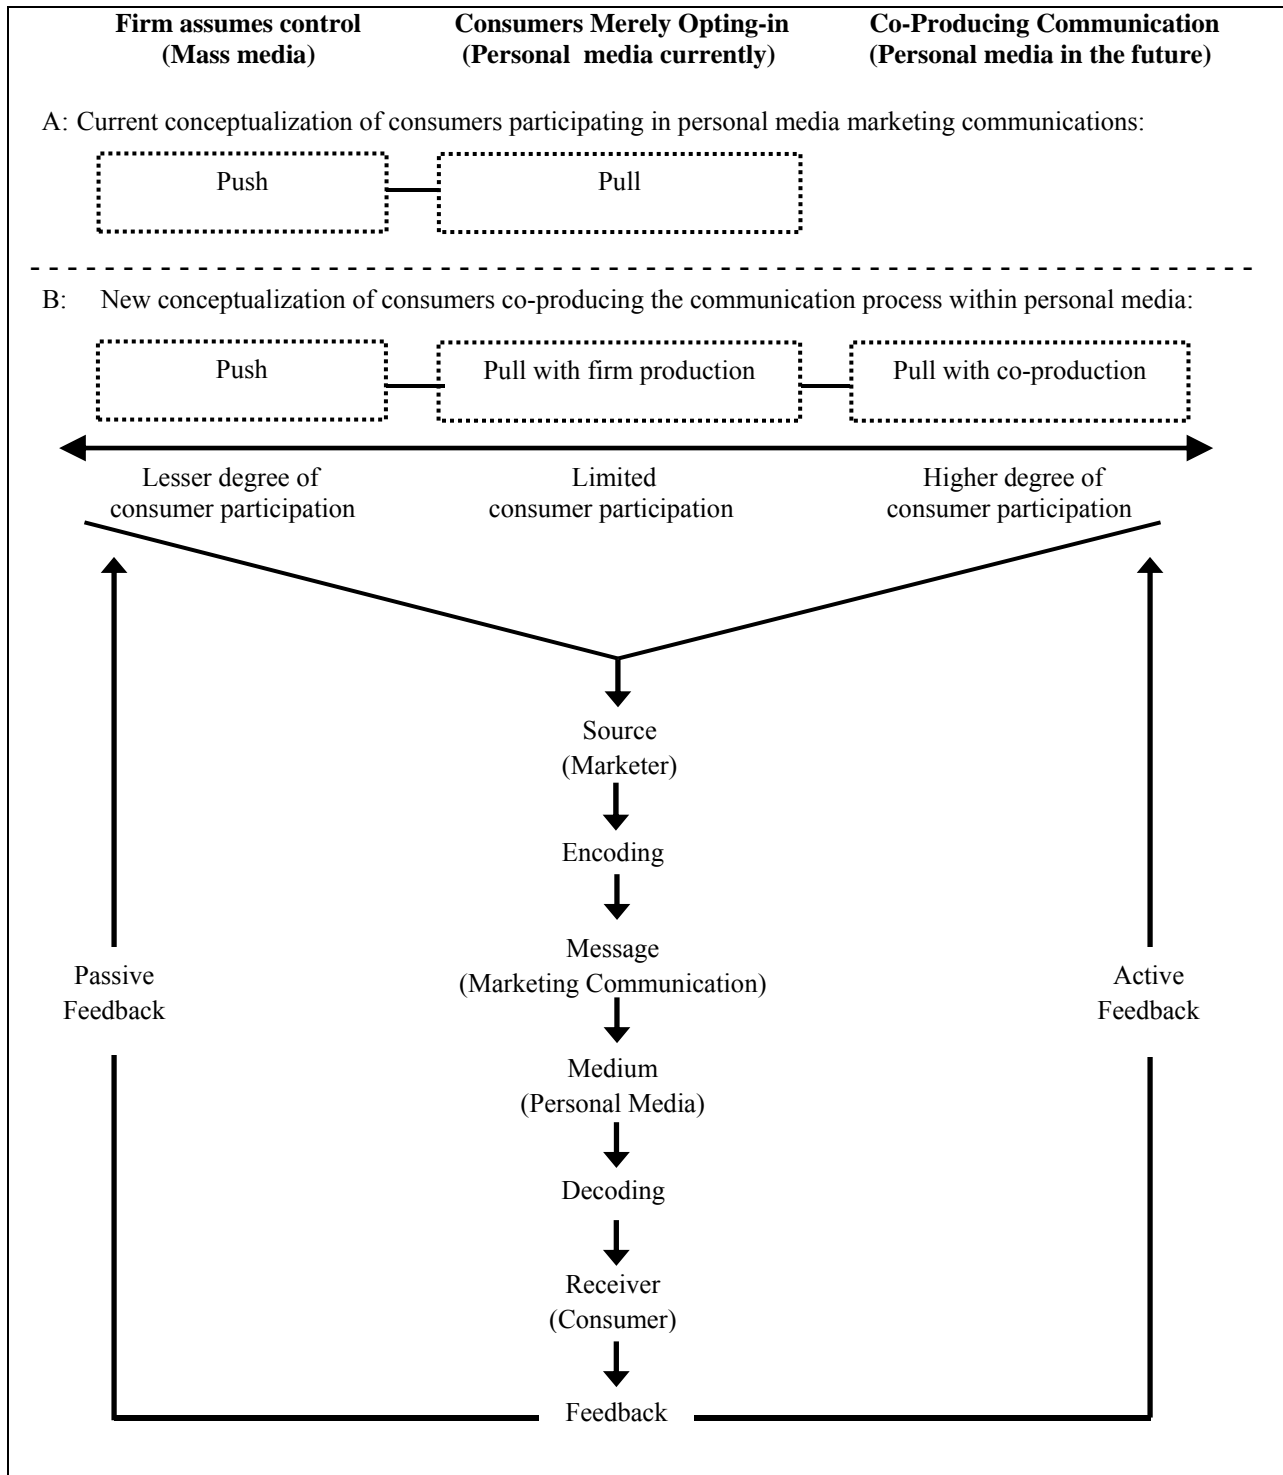 Firm assumes control
(Mass media)
Consumers Merely Opting-in
(Personal media currently)
Co-Producing Communication
(Personal media in the future)
A: Current conceptualization of consumers participating in personal media marketing communications:
Push
Pull
B: New conceptualization of consumers co-producing the communication process within personal media:
Push
Pull with firm production
Pull with co-production
Lesser degree of
consumer participation
Limited
consumer participation
Higher degree of
consumer participation
Source
(Marketer)
Encoding
Message
(Marketing Communication)
Passive
Feedback
Active
Feedback
Medium
(Personal Media)
Decoding
Receiver
(Consumer)
Feedback